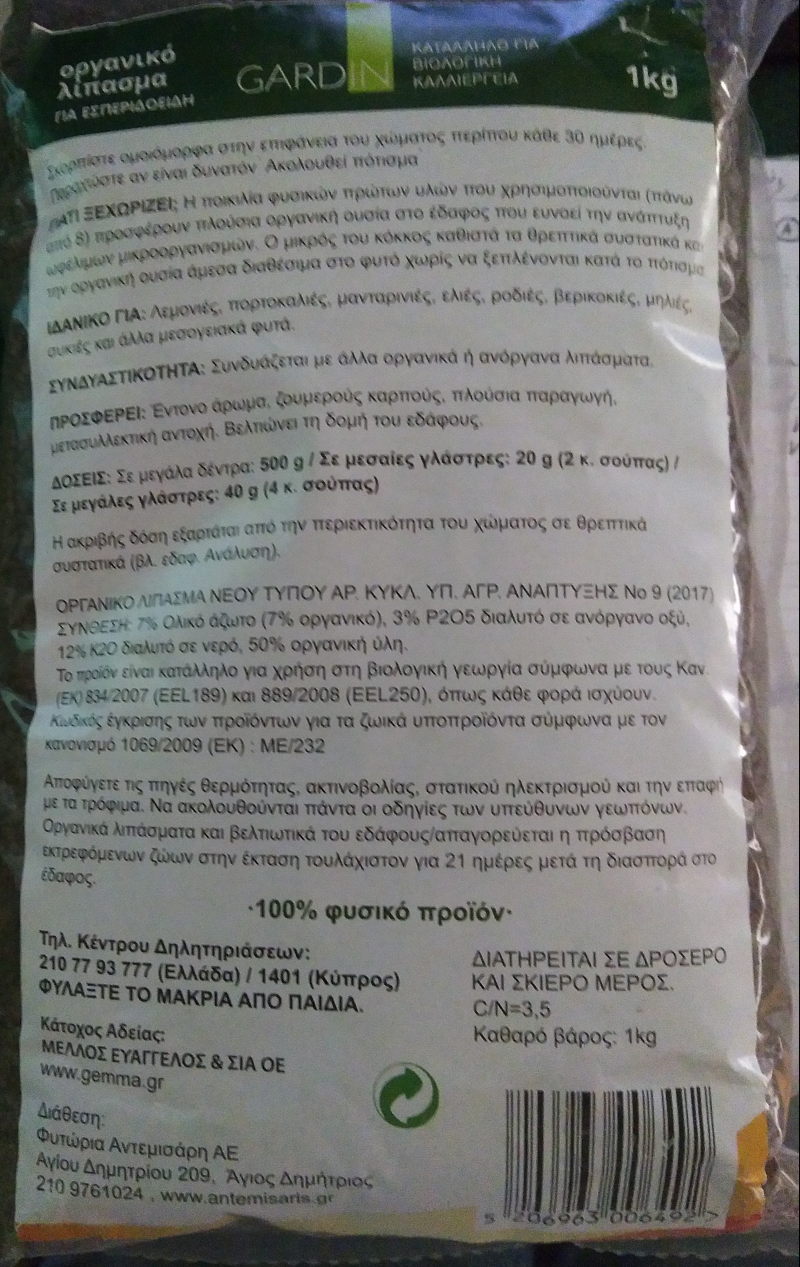 οργανικό
λίπασμα
ΓΙΑ ΕΣΠΕΡΙΔΟΕΙΔΗ
GARDIN
ΚΑΤΑΛΛΗΛΟ ΓΙΑ
ΒΙΟΛΟΓΙΚΗ
ΚΑΛΛΙΕΡΓΕΙΑ
1kg
Σκορπίστε ομοιόμορφα στην επιφάνεια του χώματος περίπου κάθε 30 ημέρες.
Παραχώστε αν είναι δυνατόν. Ακολουθεί πότισμα
ΓΙΑΤΙ ΞΕΧΩΡΙΖΕΙ; Η ποικιλία φυσικών πρώτων υλών που χρησιμοποιούνται (πάνω
από 8) προσφέρουν πλούσια οργανική ουσία στο έδαφος που ευνοεί την ανάπτυξη
ωφέλιμων μικροοργανισμών. Ο μικρός του κόκκος καθιστά τα θρεπτικά συστατικά και
την οργανική ουσία άμεσα διαθέσιμα στο φυτό χωρίς να ξεπλένονται κατά το πότισμα
ΙΔΑΝΙΚΟ ΓΙΑ: Λεμονιές, πορτοκαλιές, μανταρινιές, ελιές, ροδιές, βερικοκιές, μηλιές,
συκιές και άλλα μεσογειακά φυτά.
ΣΥΝΔΥΑΣΤΙΚΟΤΗΤΑ: Συνδυάζεται με άλλα οργανικά ή ανόργανα λιπάσματα.
ΠΡΟΣΦΕΡΕΙ: Έντονο άρωμα, ζουμερούς καρπούς, πλούσια παραγωγή,
μετασυλλεκτική αντοχή. Βελτιώνει τη δομή του εδάφους.
ΔΟΣΕΙΣ: Σε μεγάλα δέντρα: 500 g / Σε μεσαίες γλάστρες: 20 g (2 κ. σούπας) /
Σε μεγάλες γλάστρες: 40 g (4 κ. σούπας)
Η ακριβής δόση εξαρτάται από την περιεκτικότητα του χώματος σε θρεπτικά
συστατικά (βλ. εδαφ. Ανάλυση).
ΟΡΓΑΝΙΚΟ ΛΙΠΑΣΜΑ ΝΕΟΥ ΤΥΠΟΥ ΑΡ. ΚΥΚΛ. ΥΠ. ΑΓΡ. ΑΝΑΠΤΥΞΗΣ Νο 9 (2017)
ΣΥΝΘΕΣΗ: 7% Ολικό άζωτο (7% οργανικό), 3% P2O5 διαλυτό σε ανόργανο οξύ,
12% K2O διαλυτό σε νερό, 50% οργανική ύλη.
Το προϊόν είναι κατάλληλο για χρήση στη βιολογική γεωργία σύμφωνα με τους Καν.
(ΕΚ) 834/2007 (EEL189) και 889/2008 (EEL250), όπως κάθε φορά ισχύουν.
Κωδικός έγκρισης των προϊόντων για τα ζωικά υποπροϊόντα σύμφωνα με τον
κανονισμό 1069/2009 (ΕΚ) : ΜΕ/232
Αποφύγετε τις πηγές θερμότητας, ακτινοβολίας, στατικού ηλεκτρισμού και την επαφή
με τα τρόφιμα. Να ακολουθούνται πάντα οι οδηγίες των υπεύθυνων γεωπόνων.
Οργανικά λιπάσματα και βελτιωτικά του εδάφους/απαγορεύεται η πρόσβαση
εκτρεφόμενων ζώων στην έκταση τουλάχιστον για 21 ημέρες μετά τη διασπορά στο
έδαφος.
·100% φυσικό προϊόν·
Τηλ. Κέντρου Δηλητηριάσεων:
210 77 93 777 (Ελλάδα) / 1401 (Κύπρος)
ΦΥΛΑΞΤΕ ΤΟ ΜΑΚΡΙΑ ΑΠΟ ΠΑΙΔΙΑ.
Κάτοχος Αδείας:
ΜΕΛΛΟΣ ΕΥΑΓΓΕΛΟΣ & ΣΙΑ ΟΕ
www.gemma.gr
Διάθεση:
Φυτώρια Αντεμισάρη ΑΕ
Αγίου Δημητρίου 209, Άγιος Δημήτριος
210 9761024 , www.antemisaris.gr
ΔΙΑΤΗΡΕΙΤΑΙ ΣΕ ΔΡΟΣΕΡΟ
ΚΑΙ ΣΚΙΕΡΟ ΜΕΡΟΣ.
C/N=3,5
Καθαρό βάρος: 1kg
5 206963 006492 >